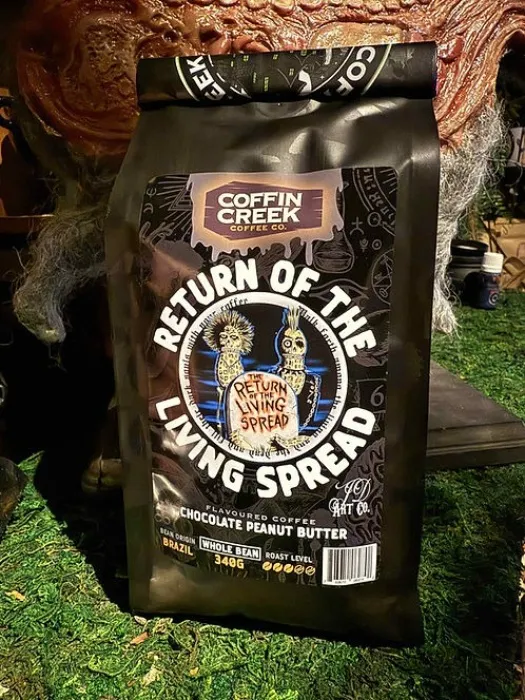 COFFIN
CREEK
COFFEE CO.
RETURN OF THE
LIVING SPREAD
THE
RETURN
OF THE
LIVING
SPREAD
JD
ART CO.
FLAVOURED COFFEE
CHOCOLATE PEANUT BUTTER
BEAN ORIGIN
BRAZIL
WHOLE BEAN
340G
ROAST LEVEL